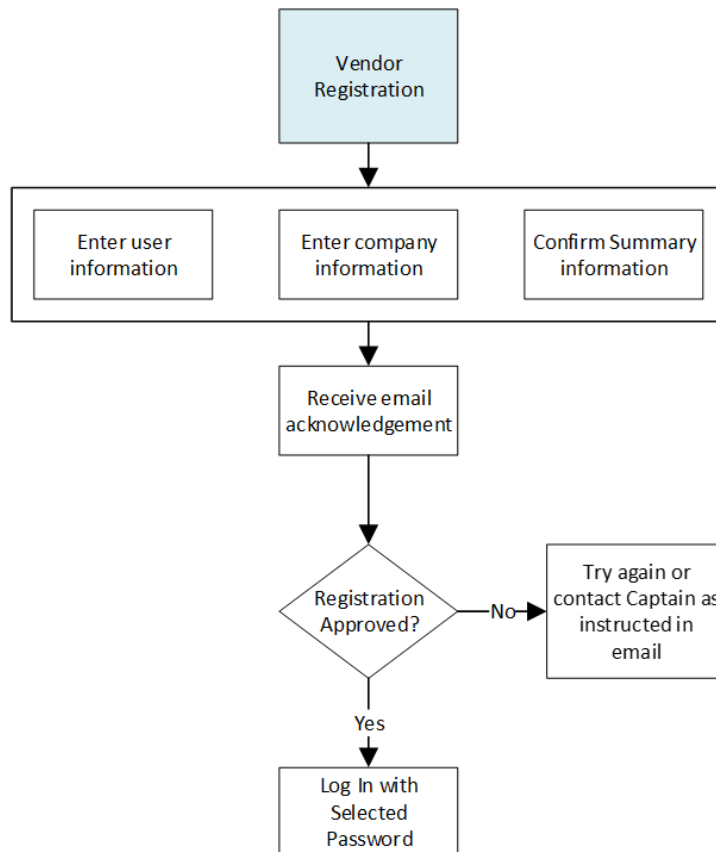 Vendor
Registration
Enter user
information
Enter company
information
Confirm Summary
information
Receive email
acknowledgement
Registration
Approved?
No
Try again or
contact Captain as
instructed in
email
Yes
Log In with
Selected
Password